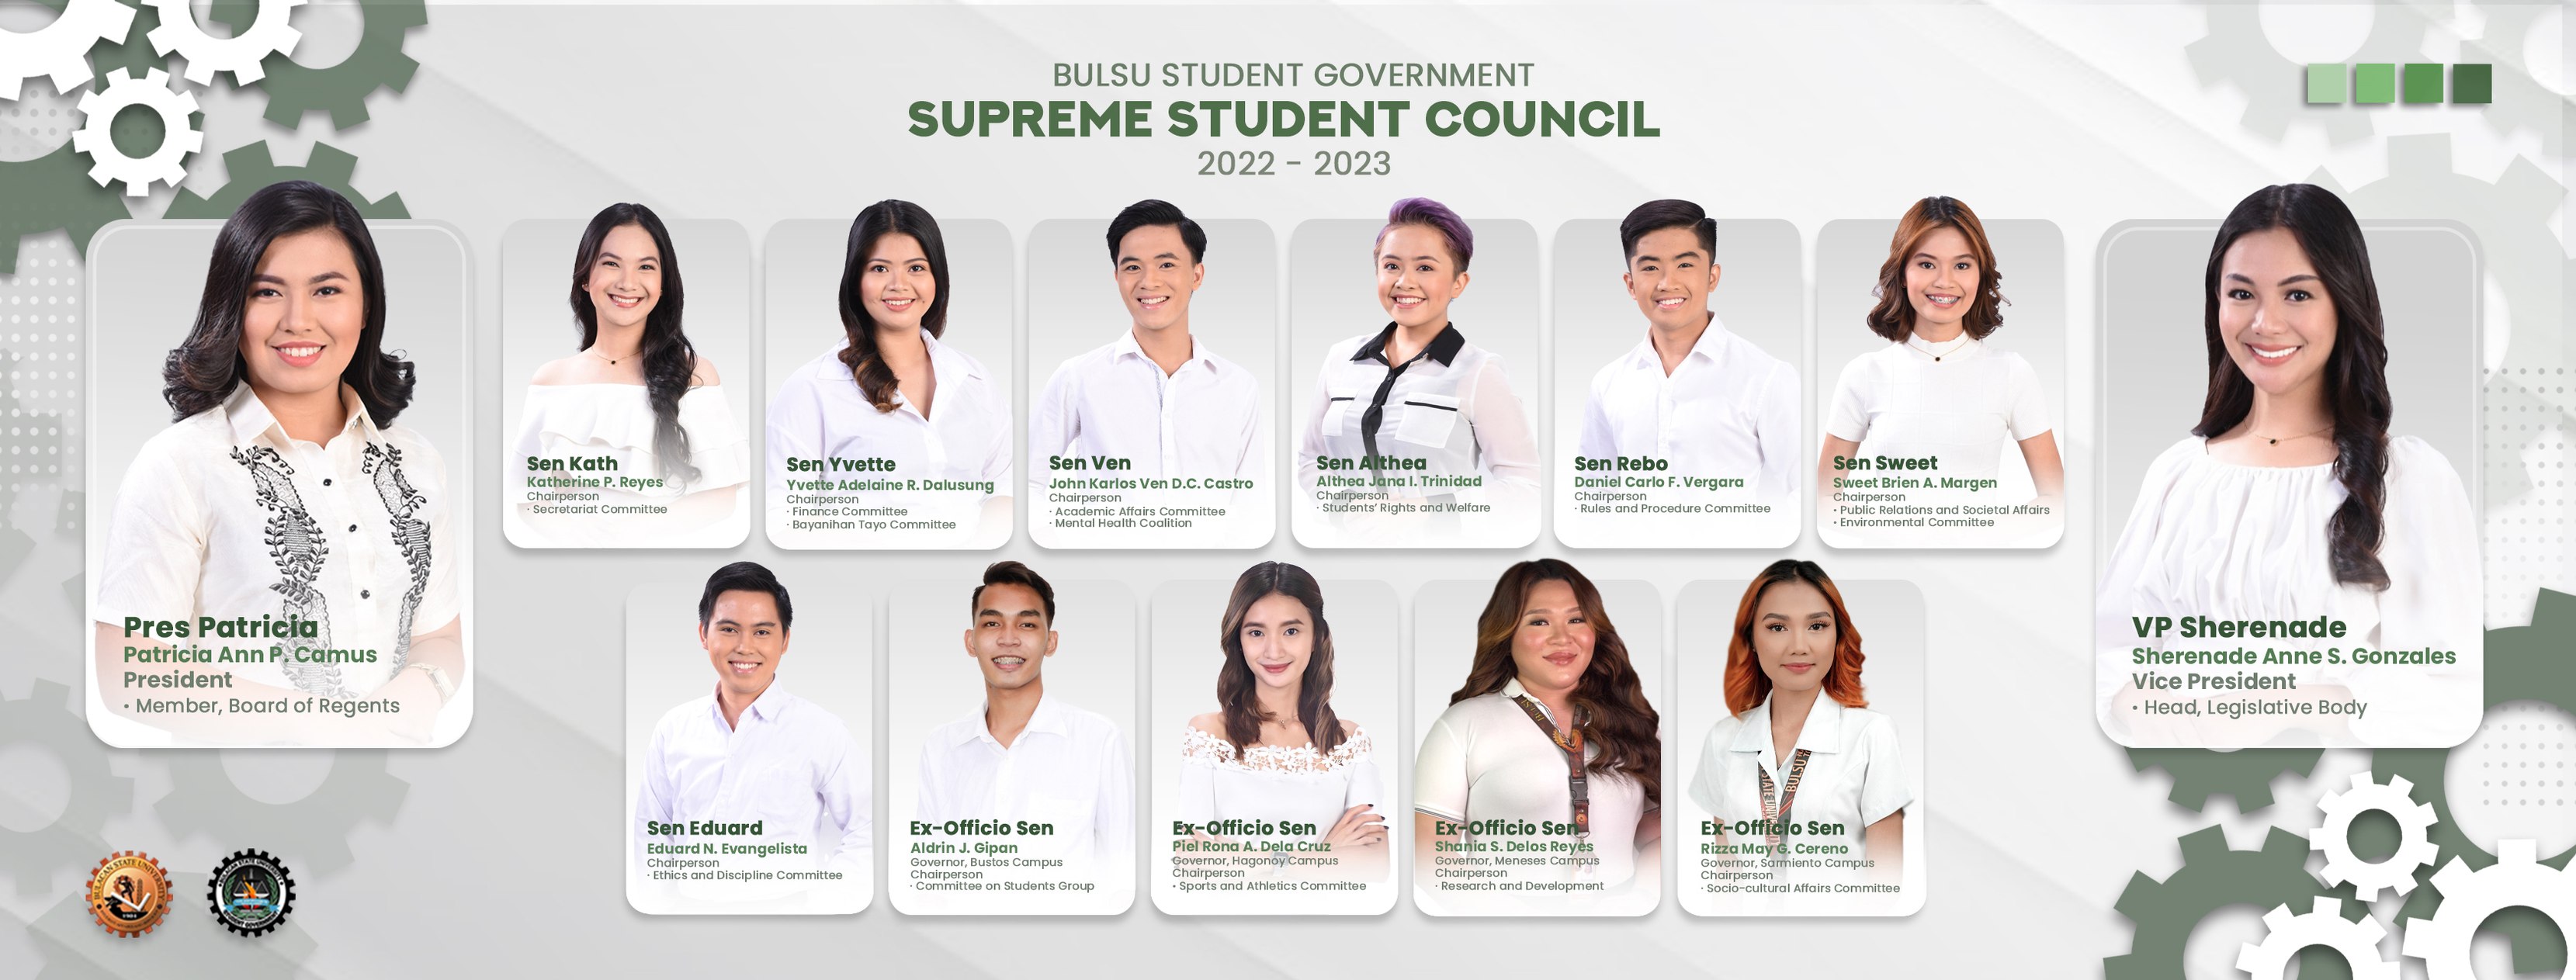 BULSU STUDENT GOVERNMENT
SUPREME STUDENT COUNCIL
2022 - 2023
Pres Patricia
Patricia Ann P. Camus
President
• Member, Board of Regents
Sen Kath
Katherine P. Reyes
Chairperson
· Secretariat Committee
Sen Yvette
Yvette Adelaine R. Dalusung
Chairperson
· Finance Committee
· Bayanihan Tayo Committee
Sen Ven
John Karlos Ven D.C. Castro
Chairperson
· Academic Affairs Committee
· Mental Health Coalition
Sen Althea
Althea Jana I. Trinidad
Chairperson
· Students' Rights and Welfare
Sen Rebo
Daniel Carlo F. Vergara
Chairperson
· Rules and Procedure Committee
Sen Sweet
Sweet Brien A. Margen
Chairperson
• Public Relations and Societal Affairs
• Environmental Committee
VP Sherenade
Sherenade Anne S. Gonzales
Vice President
• Head, Legislative Body
Sen Eduard
Eduard N. Evangelista
Chairperson
· Ethics and Discipline Committee
Ex-Officio Sen
Aldrin J. Gipan
Governor, Bustos Campus
Chairperson
· Committee on Students Group
Ex-Officio Sen
Piel Rona A. Dela Cruz
Governor, Hagonoy Campus
Chairperson
• Sports and Athletics Committee
Ex-Officio Sen
Shania S. Delos Reyes
Governor, Meneses Campus
Chairperson
· Research and Development
Ex-Officio Sen
Rizza May G. Cereno
Governor, Sarmiento Campus
Chairperson
· Socio-cultural Affairs Committee
BULACAN STATE UNIVERSITY